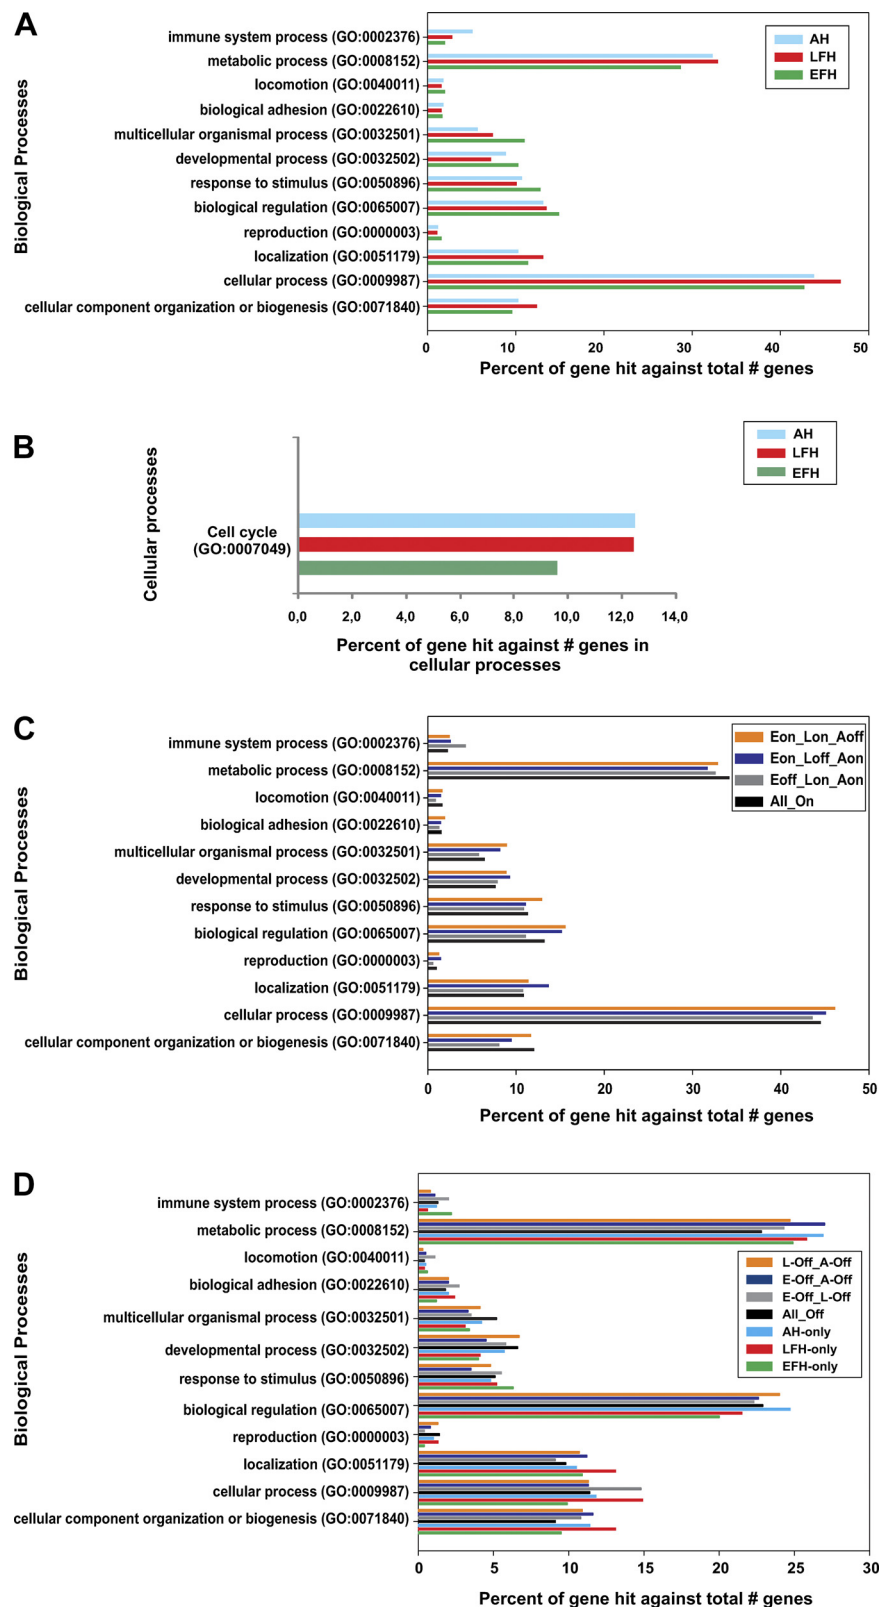 A
Biological Processes
immune system process (GO:0002376)
metabolic process (GO:0008152)
locomotion (GO:0040011)
biological adhesion (GO:0022610)
multicellular organismal process (GO:0032501)
developmental process (GO:0032502)
response to stimulus (GO:0050896)
biological regulation (GO:0065007)
reproduction (GO:0000003)
localization (GO:0051179)
cellular process (GO:0009987)
cellular component organization or biogenesis (GO:0071840)
AH
LFH
EFH
0 10 20 30 40 50
Percent of gene hit against total # genes
B
Cellular processes
Cell cycle
(GO:0007049)
AH
LFH
EFH
0,0 2,0 4,0 6,0 8,0 10,0 12,0 14,0
Percent of gene hit against # genes in
cellular processes
C
Biological Processes
immune system process (GO:0002376)
metabolic process (GO:0008152)
locomotion (GO:0040011)
biological adhesion (GO:0022610)
multicellular organismal process (GO:0032501)
developmental process (GO:0032502)
response to stimulus (GO:0050896)
biological regulation (GO:0065007)
reproduction (GO:0000003)
localization (GO:0051179)
cellular process (GO:0009987)
cellular component organization or biogenesis (GO:0071840)
Eon_Lon_Aoff
Eon_Loff_Aon
Eoff_Lon_Aon
All_On
0 10 20 30 40 50
Percent of gene hit against total # genes
D
Biological Processes
immune system process (GO:0002376)
metabolic process (GO:0008152)
locomotion (GO:0040011)
biological adhesion (GO:0022610)
multicellular organismal process (GO:0032501)
developmental process (GO:0032502)
response to stimulus (GO:0050896)
biological regulation (GO:0065007)
reproduction (GO:0000003)
localization (GO:0051179)
cellular process (GO:0009987)
cellular component organization or biogenesis (GO:0071840)
L-Off_A-Off
E-Off_A-Off
E-Off_L-Off
All_Off
AH-only
LFH-only
EFH-only
0 5 10 15 20 25 30
Percent of gene hit against total # genes